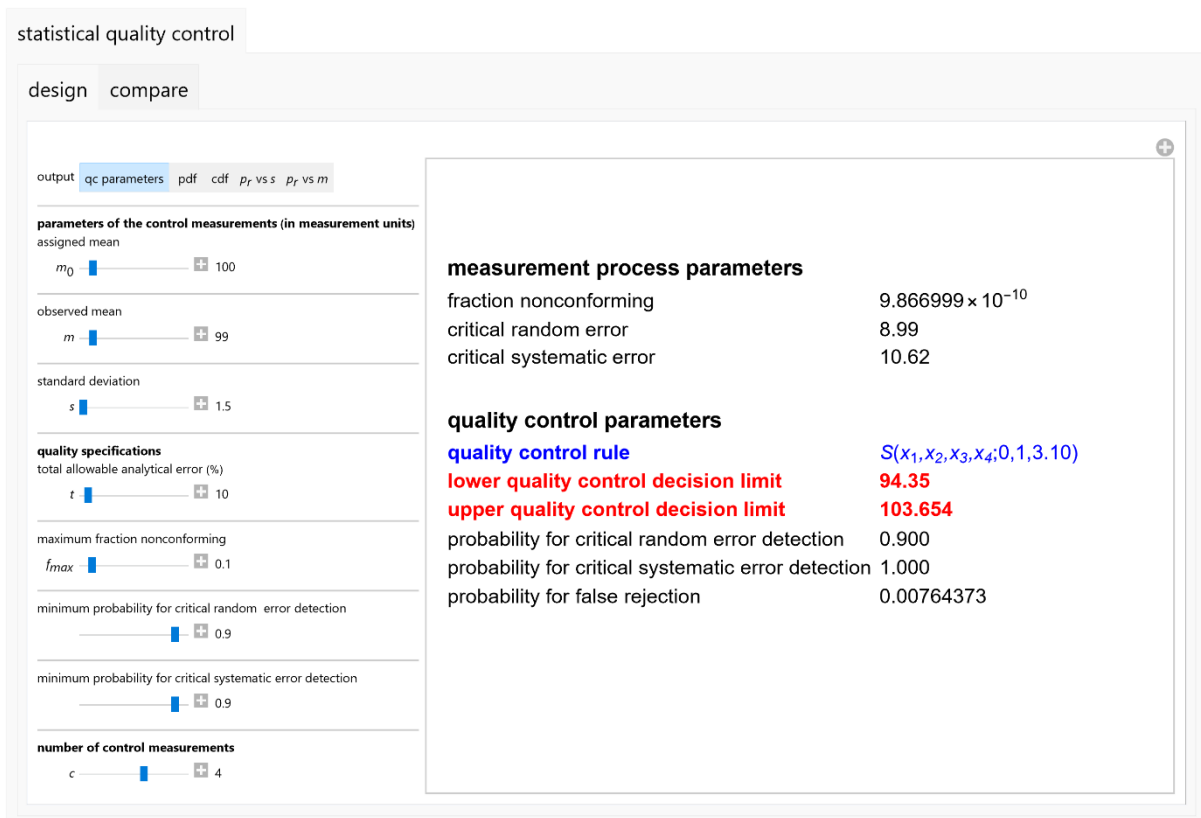 statistical quality control
design compare
output qc parameters pdf cdf pr vs s pr vs m
parameters of the control measurements (in measurement units)
assigned mean
m0 100
observed mean
m 99
standard deviation
s 1.5
quality specifications
total allowable analytical error (%)
t 10
maximum fraction nonconforming
fmax 0.1
minimum probability for critical random error detection
0.9
minimum probability for critical systematic error detection
0.9
number of control measurements
c 4
measurement process parameters
fraction nonconforming 9.866999 × 10⁻¹⁰
critical random error 8.99
critical systematic error 10.62
quality control parameters
quality control rule S(x₁,x₂,x₃,x₄;0,1,3.10)
lower quality control decision limit 94.35
upper quality control decision limit 103.654
probability for critical random error detection 0.900
probability for critical systematic error detection 1.000
probability for false rejection 0.00764373